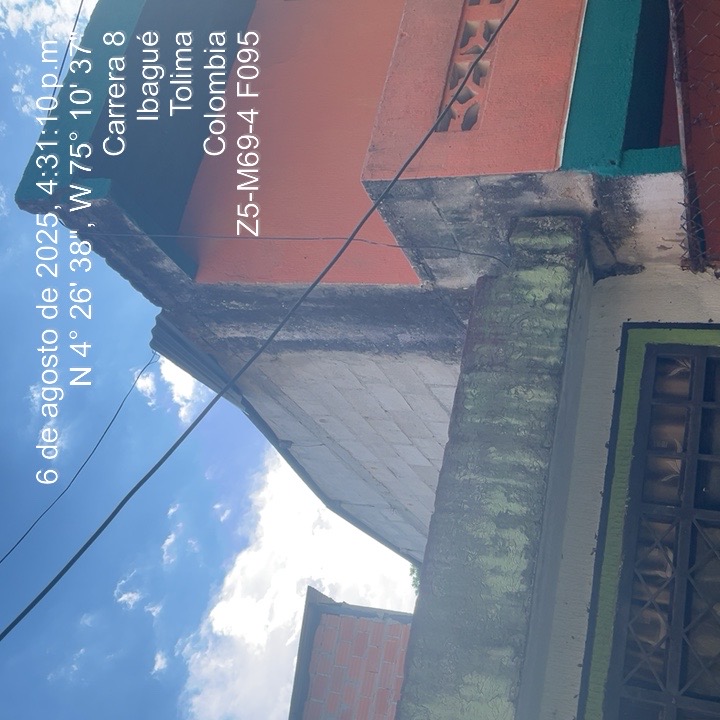 6 de agosto de 2025, 4:31:10 p.m.
N 4° 26' 38", W 75° 10' 37"
Carrera 8
Ibagué
Tolima
Colombia
Z5-M69-4 F095